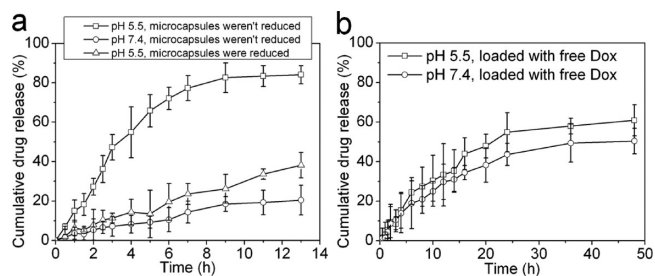 a
pH 5.5, microcapsules weren't reduced
pH 7.4, microcapsules weren't reduced
pH 5.5, microcapsules were reduced
Cumulative drug release (%)
100
80
60
40
20
0
0 2 4 6 8 10 12 14
Time (h)
b
pH 5.5, loaded with free Dox
pH 7.4, loaded with free Dox
Cumulative drug release (%)
100
80
60
40
20
0
0 10 20 30 40 50
Time (h)